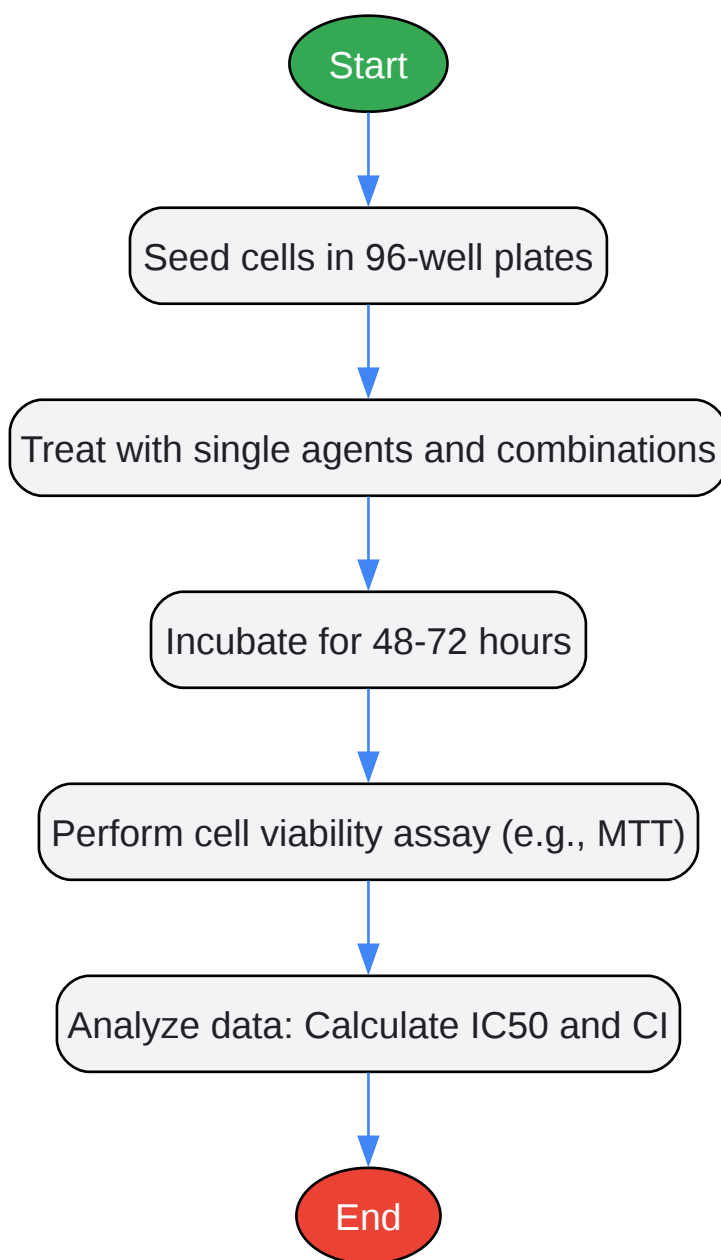 Start
Seed cells in 96-well plates
Treat with single agents and combinations
Incubate for 48-72 hours
Perform cell viability assay (e.g., MTT)
Analyze data: Calculate IC50 and CI
End